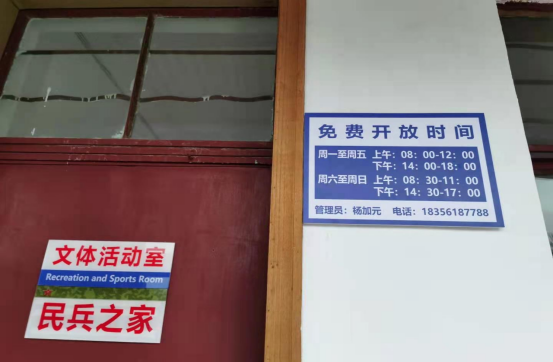 免费开放时间
周一至周五 上午：08：00-12：00
下午：14：00-18：00
周六至周日 上午：08：30-11：00
下午：14：30-17：00
管理员：杨加元 电话：18356187788
文体活动室
Recreation and Sports Room
民兵之家